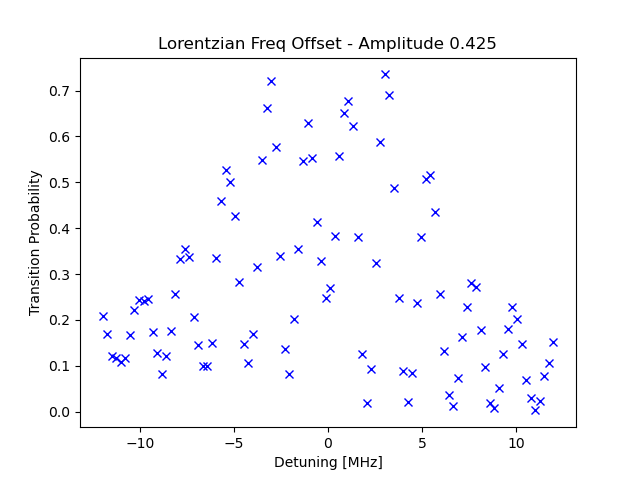 Lorentzian Freq Offset - Amplitude 0.425
0.7
0.6
0.5
0.4
0.3
0.2
0.1
0.0
Transition Probability
−10 −5 0 5 10
Detuning [MHz]